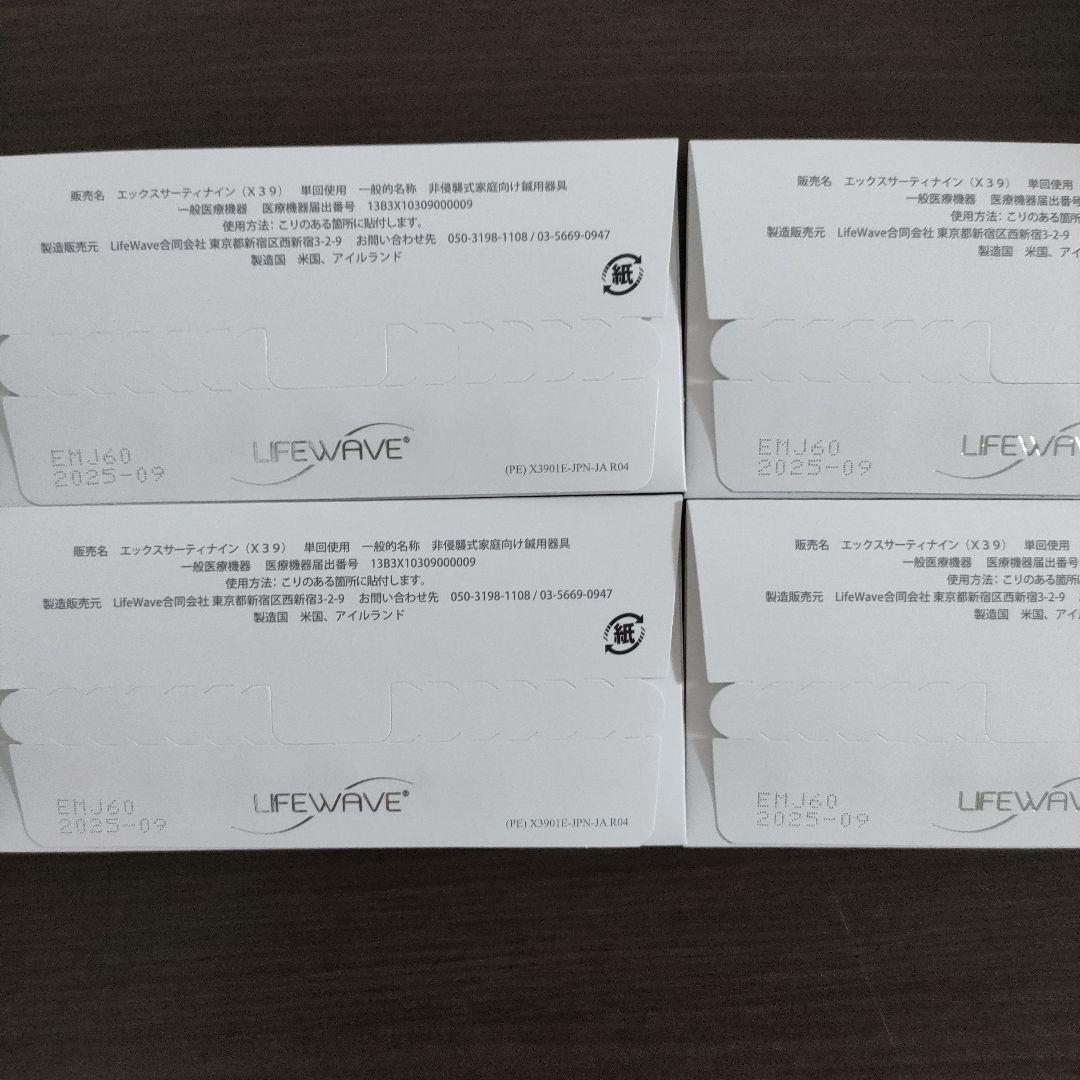 販売名 エックスサーティナイン（X39） 単回使用 一般的名称 非侵襲式家庭向け鍼用器具
一般医療機器 医療機器届出番号 13B3X10309000009
使用方法：こりのある箇所に貼付します。
製造販売元 LifeWave合同会社 東京都新宿区西新宿3-2-9 お問い合わせ先 050-3198-1108 / 03-5669-0947
製造国 米国、アイルランド
紙
LIFEWAVE®
EMJ60
2025-09
(PE) X3901E-JPN-JA R04
販売名 エックスサーティナイン（X39） 単回使用
一般医療機器 医療機器届出番号
使用方法：こりのある箇所
製造販売元 LifeWave合同会社 東京都新宿区西新宿3-2-9
製造国 米国、アイ
LIFEWAV
EMJ60
2025-09
販売名 エックスサーティナイン（X39） 単回使用 一般的名称 非侵襲式家庭向け鍼用器具
一般医療機器 医療機器届出番号 13B3X10309000009
使用方法：こりのある箇所に貼付します。
製造販売元 LifeWave合同会社 東京都新宿区西新宿3-2-9 お問い合わせ先 050-3198-1108 / 03-5669-0947
製造国 米国、アイルランド
紙
LIFEWAVE®
EMJ60
2025-09
(PE) X3901E-JPN-JA R04
販売名 エックスサーティナイン（X39） 単回使用
一般医療機器 医療機器届出番号
使用方法：こりのある箇所
製造販売元 LifeWave合同会社 東京都新宿区西新宿3-2-9
製造国 米国、アイル
LIFEWAV
EMJ60
2025-09